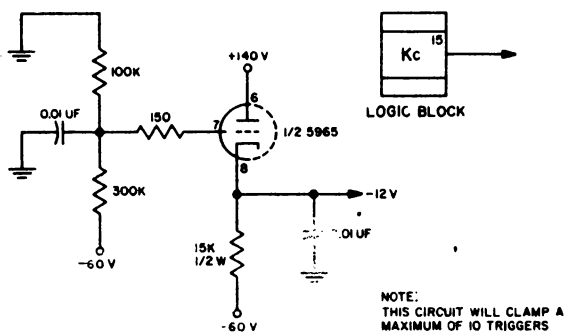 100K
0.01 UF
150
300K
-60 V
+140 V
6
7
1/2 5965
8
-12 V
15K
1/2 W
.01 UF
-60 V
15
Kc
LOGIC BLOCK
NOTE:
THIS CIRCUIT WILL CLAMP A
MAXIMUM OF 10 TRIGGERS